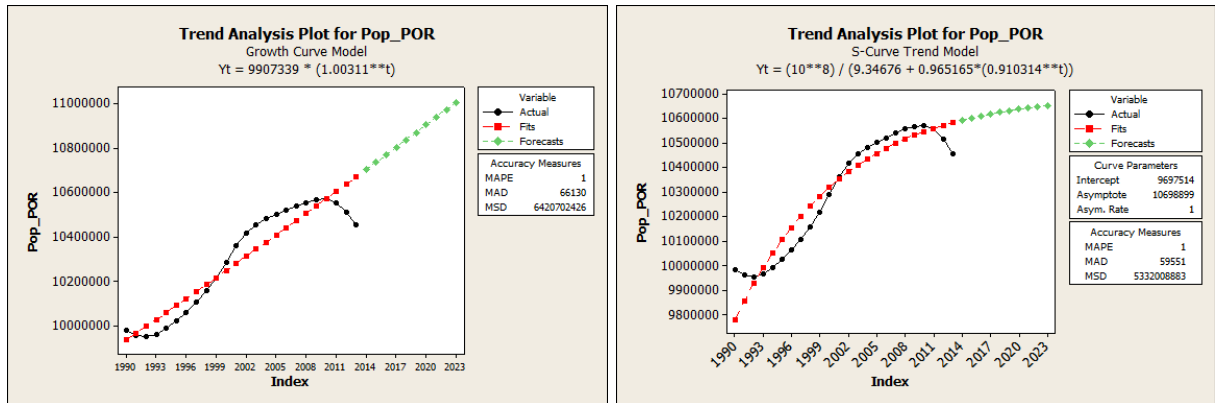 Trend Analysis Plot for Pop_POR
Growth Curve Model
Yt = 9907339 * (1.00311**t)
11000000
10800000
10600000
10400000
10200000
10000000
Pop_POR
1990 1993 1996 1999 2002 2005 2008 2011 2014 2017 2020 2023
Index
Variable
Actual
Fits
Forecasts
Accuracy Measures
MAPE 1
MAD 66130
MSD 6420702426
Trend Analysis Plot for Pop_POR
S-Curve Trend Model
Yt = (10**8) / (9.34676 + 0.965165*(0.910314**t))
10700000
10600000
10500000
10400000
10300000
10200000
10100000
10000000
9900000
9800000
Pop_POR
1990 1993 1996 1999 2002 2005 2008 2011 2014 2017 2020 2023
Index
Variable
Actual
Fits
Forecasts
Curve Parameters
Intercept 9697514
Asymptote 10698899
Asym. Rate 1
Accuracy Measures
MAPE 1
MAD 59551
MSD 5332008883